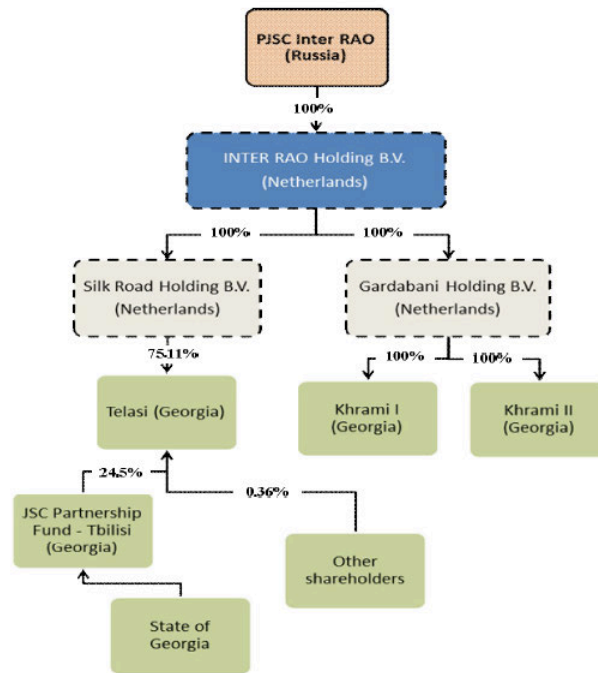 PJSC Inter RAO
(Russia)
100%
INTER RAO Holding B.V.
(Netherlands)
100%
100%
Silk Road Holding B.V.
(Netherlands)
Gardabani Holding B.V.
(Netherlands)
75.11%
100%
100%
Telasi (Georgia)
Khrami I
(Georgia)
Khrami II
(Georgia)
24.5%
0.36%
JSC Partnership
Fund - Tbilisi
(Georgia)
Other
shareholders
State of
Georgia